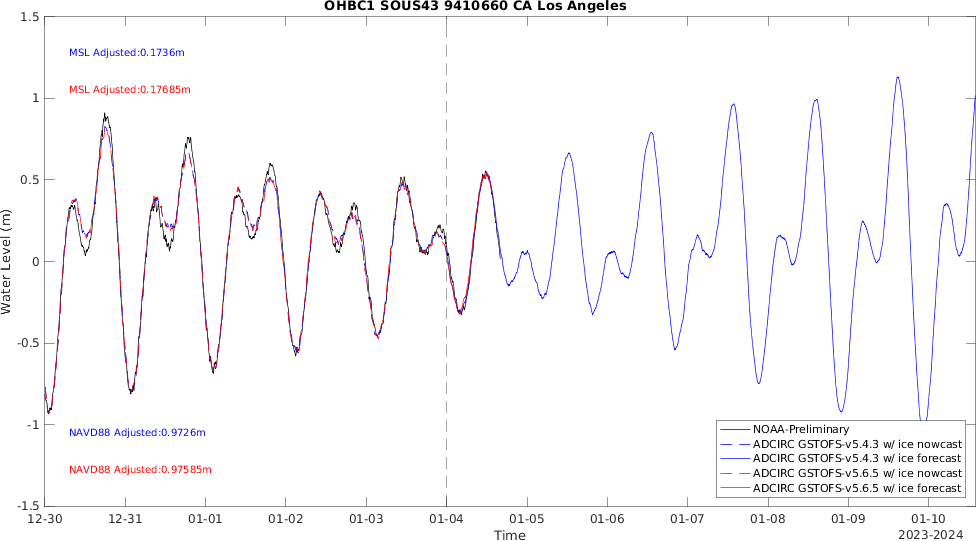 OHBC1 SOUS43 9410660 CA Los Angeles
1.5
1
0.5
0
-0.5
-1
-1.5
Water Level (m)
MSL Adjusted:0.1736m
MSL Adjusted:0.17685m
NAVD88 Adjusted:0.9726m
NAVD88 Adjusted:0.97585m
NOAA-Preliminary
ADCIRC GSTOFS-v5.4.3 w/ ice nowcast
ADCIRC GSTOFS-v5.4.3 w/ ice forecast
ADCIRC GSTOFS-v5.6.5 w/ ice nowcast
ADCIRC GSTOFS-v5.6.5 w/ ice forecast
12-30 12-31 01-01 01-02 01-03 01-04 01-05 01-06 01-07 01-08 01-09 01-10
Time
2023-2024